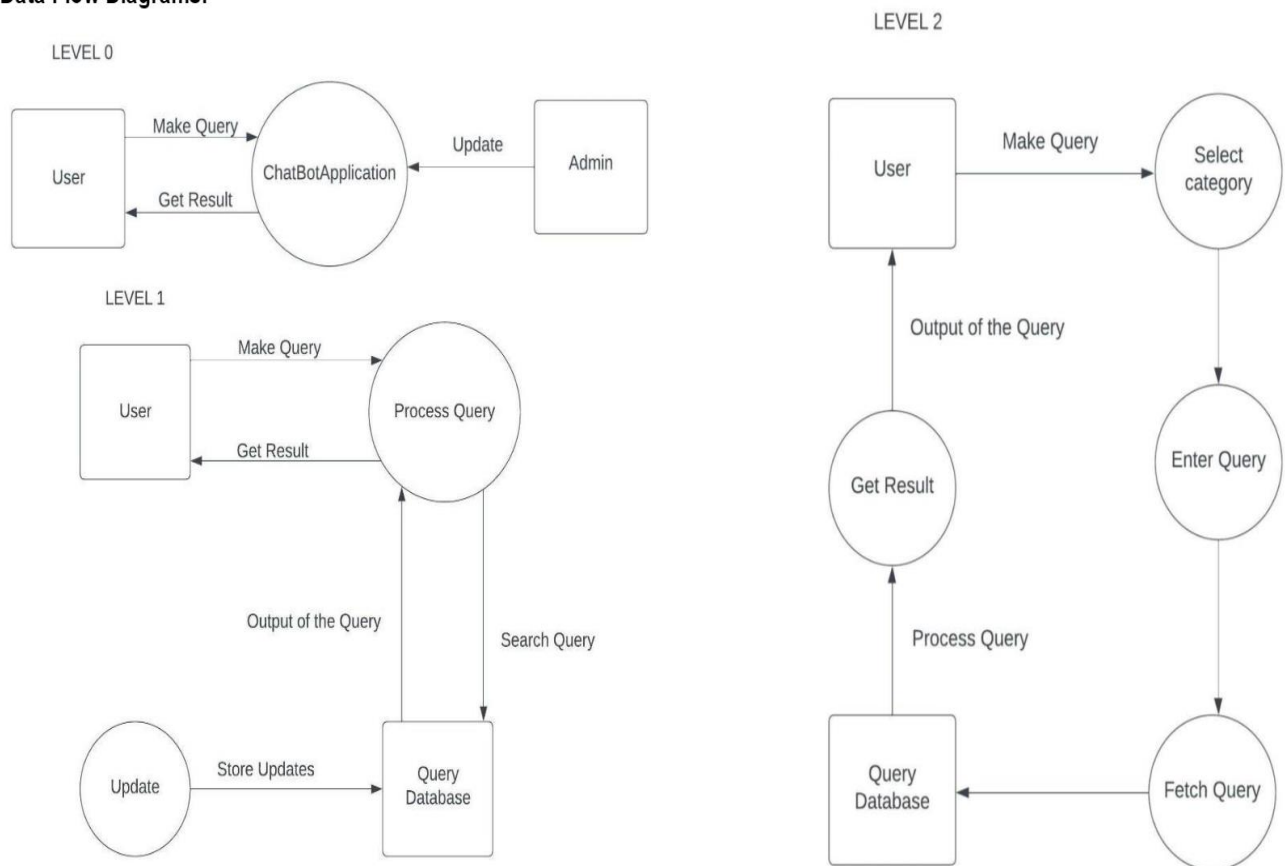 Data Flow Diagrams:
LEVEL 0
User
Make Query
Get Result
ChatBotApplication
Update
Admin
LEVEL 1
User
Make Query
Get Result
Process Query
Output of the Query
Search Query
Update
Store Updates
Query
Database
LEVEL 2
User
Make Query
Select
category
Output of the Query
Enter Query
Get Result
Process Query
Query
Database
Fetch Query